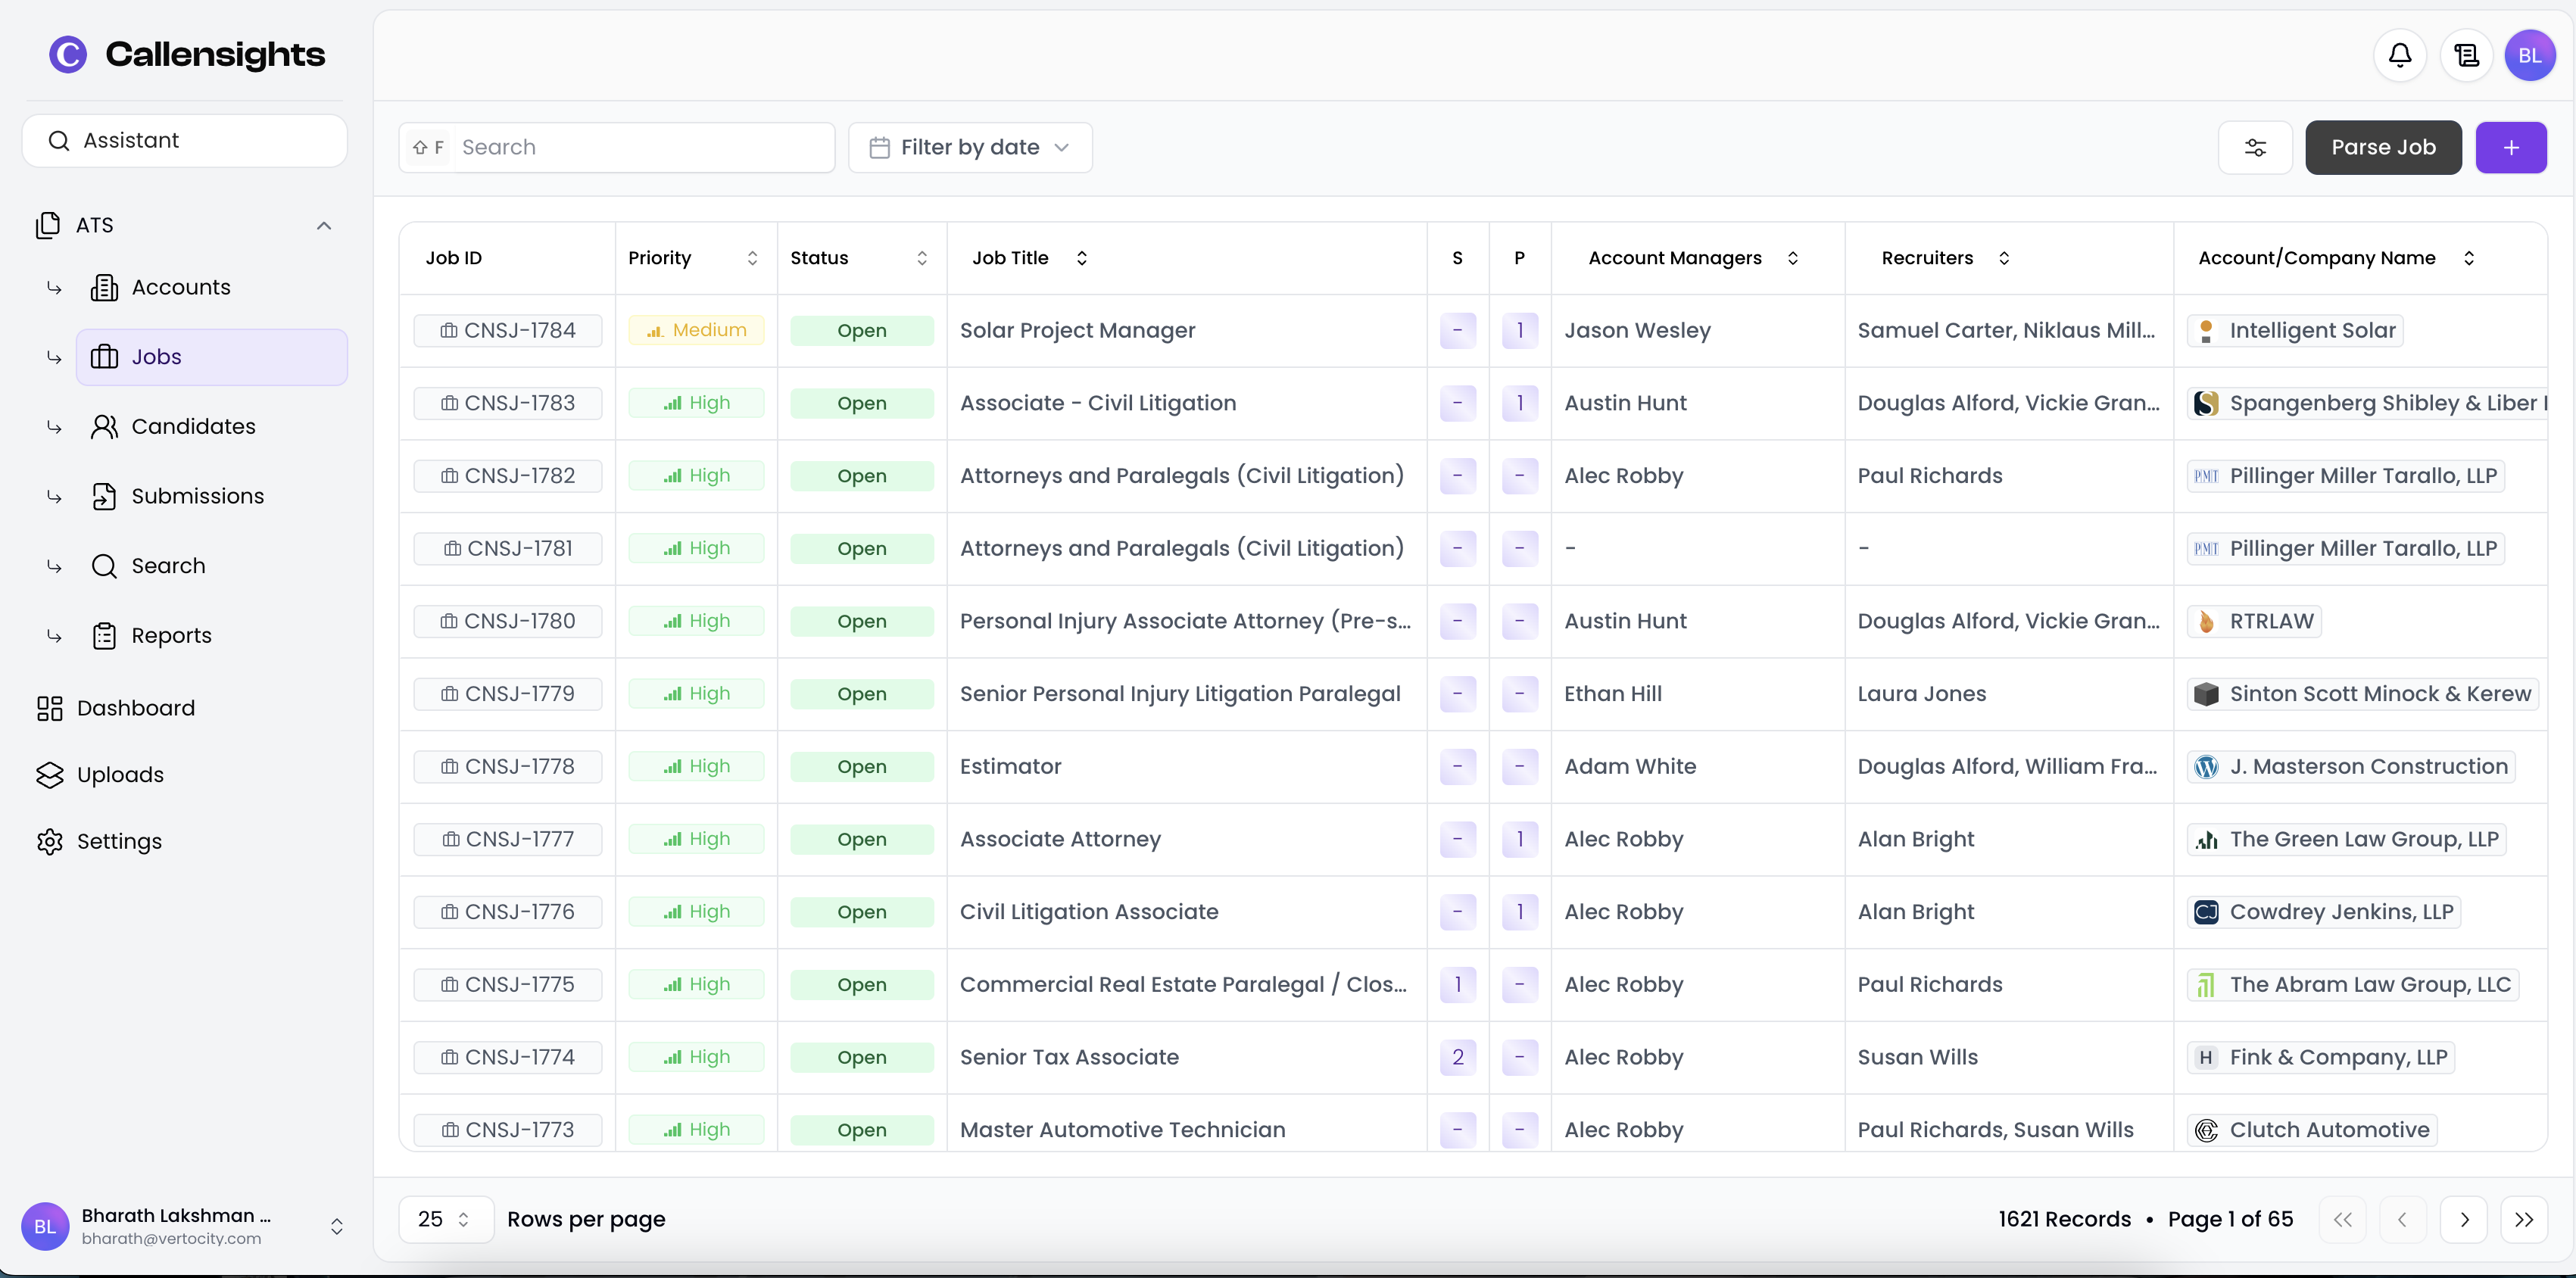 Callensights
BL
Assistant
F Search
Filter by date
Parse Job
+
ATS
Accounts
Jobs
Candidates
Submissions
Search
Reports
Dashboard
Uploads
Settings
Job ID Priority Status Job Title S P Account Managers Recruiters Account/Company Name
CNSJ-1784 Medium Open Solar Project Manager - 1 Jason Wesley Samuel Carter, Niklaus Mill... Intelligent Solar
CNSJ-1783 High Open Associate - Civil Litigation - 1 Austin Hunt Douglas Alford, Vickie Gran... Spangenberg Shibley & Liber
CNSJ-1782 High Open Attorneys and Paralegals (Civil Litigation) - - Alec Robby Paul Richards PMT Pillinger Miller Tarallo, LLP
CNSJ-1781 High Open Attorneys and Paralegals (Civil Litigation) - - - - PMT Pillinger Miller Tarallo, LLP
CNSJ-1780 High Open Personal Injury Associate Attorney (Pre-s... - - Austin Hunt Douglas Alford, Vickie Gran... RTRLAW
CNSJ-1779 High Open Senior Personal Injury Litigation Paralegal - - Ethan Hill Laura Jones Sinton Scott Minock & Kerew
CNSJ-1778 High Open Estimator - - Adam White Douglas Alford, William Fra... J. Masterson Construction
CNSJ-1777 High Open Associate Attorney - 1 Alec Robby Alan Bright The Green Law Group, LLP
CNSJ-1776 High Open Civil Litigation Associate - 1 Alec Robby Alan Bright CJ Cowdrey Jenkins, LLP
CNSJ-1775 High Open Commercial Real Estate Paralegal / Clos... 1 - Alec Robby Paul Richards The Abram Law Group, LLC
CNSJ-1774 High Open Senior Tax Associate 2 - Alec Robby Susan Wills H Fink & Company, LLP
CNSJ-1773 High Open Master Automotive Technician - - Alec Robby Paul Richards, Susan Wills Clutch Automotive
BL Bharath Lakshman ...
bharath@vertocity.com
25 Rows per page
1621 Records • Page 1 of 65